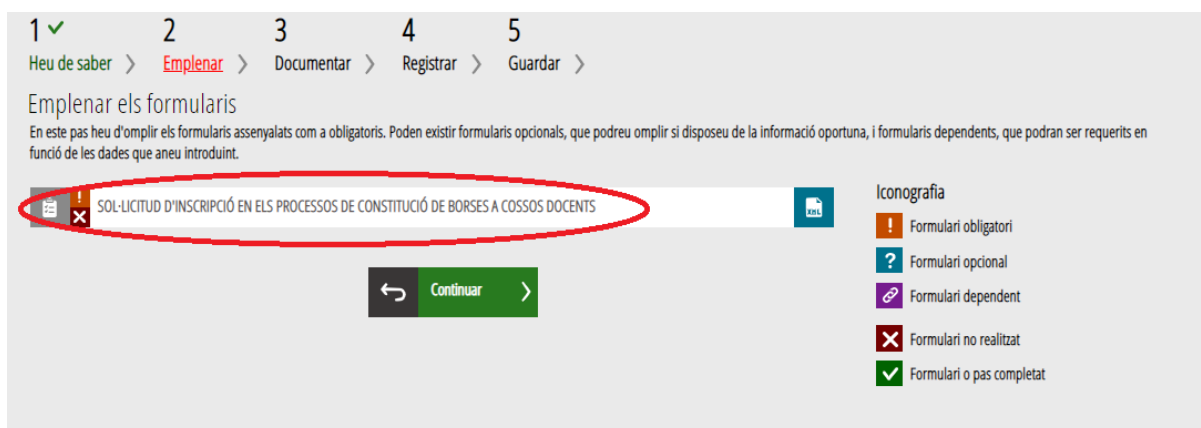 1 2 3 4 5
Heu de saber Emplenar Documentar Registrar Guardar
Emplenar els formularis
En este pas heu d'omplir els formularis assenyalats com a obligatoris. Poden existir formularis opcionals, que podreu omplir si disposeu de la informació oportuna, i formularis dependents, que podran ser requerits en
funció de les dades que aneu introduint.
SOL·LICITUD D'INSCRIPCIÓ EN ELS PROCESSOS DE CONSTITUCIÓ DE BORSES A COSSOS DOCENTS
XML
Continuar
Iconografia
! Formulari obligatori
? Formulari opcional
Formulari dependent
Formulari no realitzat
Formulari o pas completat